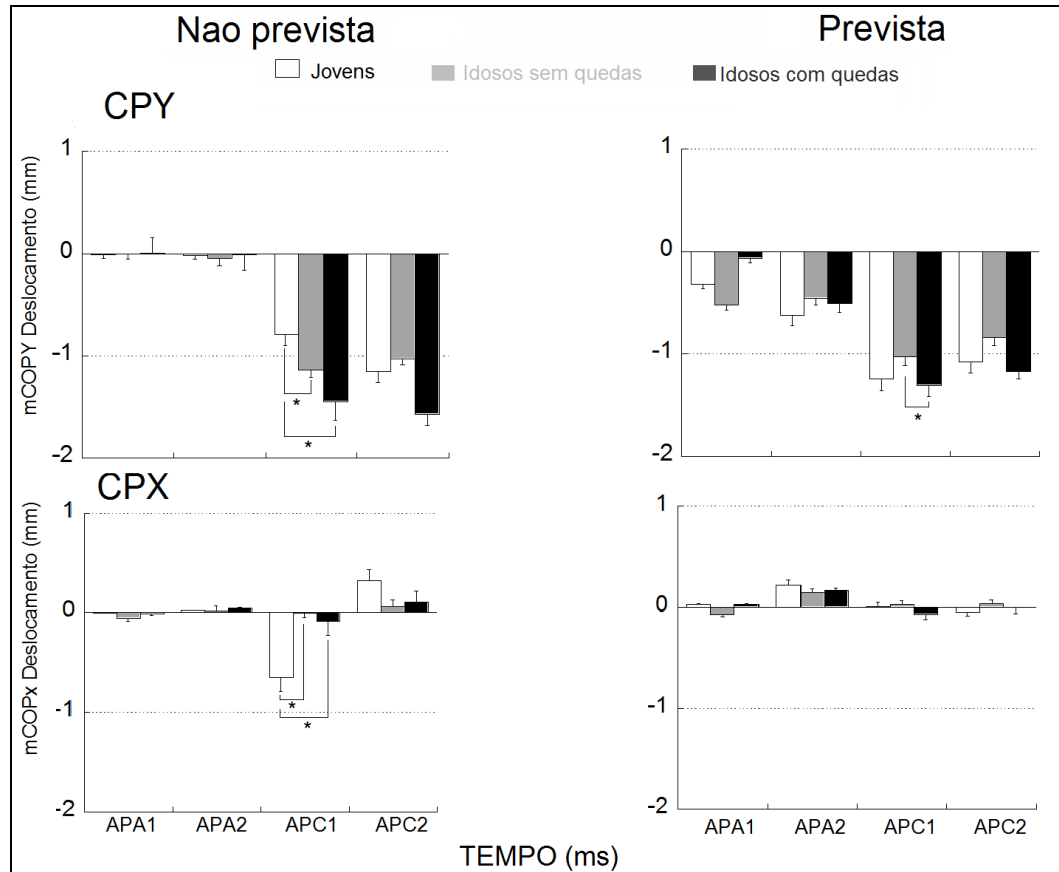 Nao prevista Prevista
Jovens Idosos sem quedas Idosos com quedas
CPY
mCOPY Deslocamento (mm)
1
0
-1
-2
* 
*
1
0
-1
-2
*
CPX
mCOPx Deslocamento (mm)
1
0
-1
-2
*
*
APA1 APA2 APC1 APC2
1
0
-1
-2
APA1 APA2 APC1 APC2
TEMPO (ms)